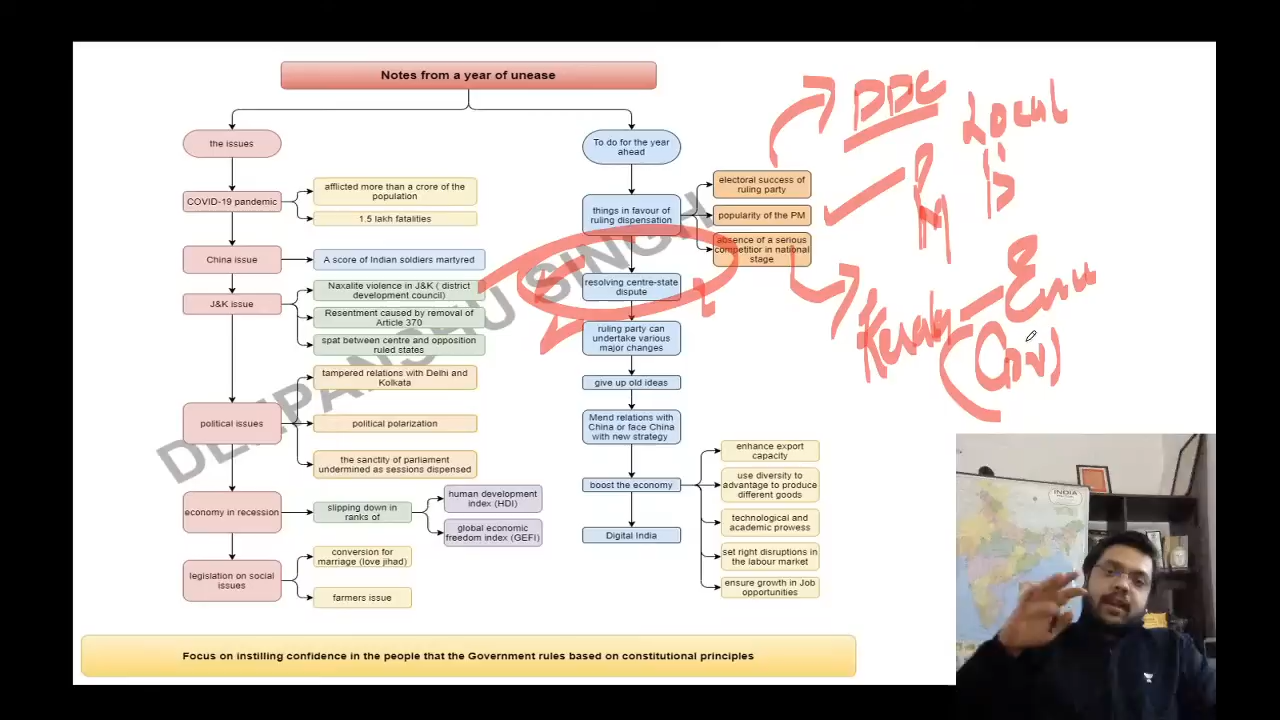 Notes from a year of unease
the issues
COVID-19 pandemic
afflicted more than a crore of the
population
1.5 lakh fatalities
China issue
A score of Indian soldiers martyred
J&K issue
Naxalite violence in J&K ( district
development council)
Resentment caused by removal of
Article 370
spat between centre and opposition
ruled states
political issues
tampered relations with Delhi and
Kolkata
political polarization
the sanctity of parliament
undermined as sessions dispensed
economy in recession
slipping down in
ranks of
human development
index (HDI)
global economic
freedom index (GEFI)
legislation on social
issues
conversion for
marriage (love jihad)
farmers issue
To do for the year
ahead
things in favour of
ruling dispensation
electoral success of
ruling party
popularity of the PM
absence of a serious
competitior in national
stage
resolving centre-state
dispute
ruling party can
undertake various
major changes
give up old ideas
Mend relations with
China or face China
with new strategy
boost the economy
enhance export
capacity
use diversity to
advantage to produce
different goods
technological and
academic prowess
set right disruptions in
the labour market
ensure growth in Job
opportunities
Digital India
Focus on instilling confidence in the people that the Government rules based on constitutional principles
DEEPANSHU SINGH
DDC
Local
Kerala
INDIA